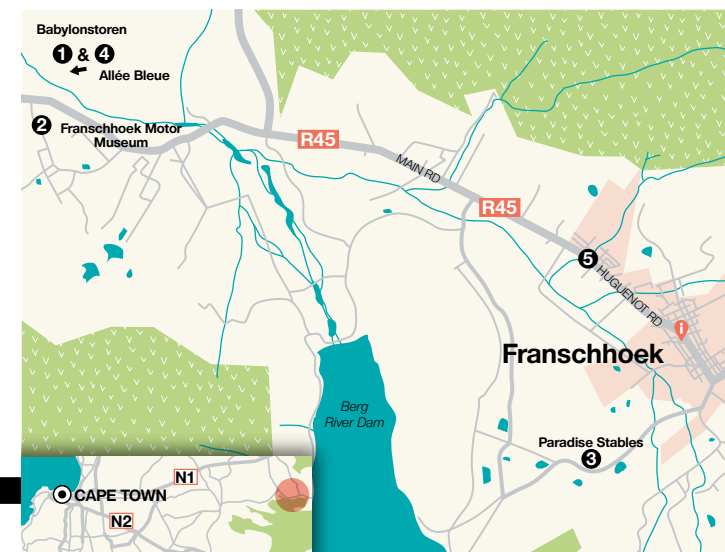 Babylonstoren
1 & 4
Allée Bleue
2 Franschhoek Motor
Museum
R45
MAIN RD
R45
5
HUGUENOT RD
i
Franschhoek
Berg
River Dam
Paradise Stables
3
N1
CAPE TOWN
N2